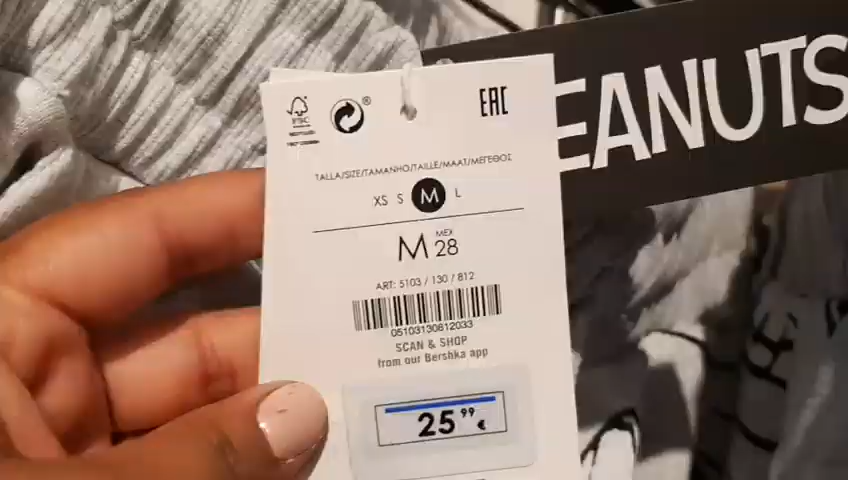 EANUTS
FSC
®
EAC
TALLA/SIZE/TAMANHO/TAILLE/MAAT/ΜΕΓΕΘΟΣ
XS S M L
MEX
M 28
ART: 5103 / 130 / 812
05103130812033
SCAN & SHOP
from our Bershka app
25 99 €